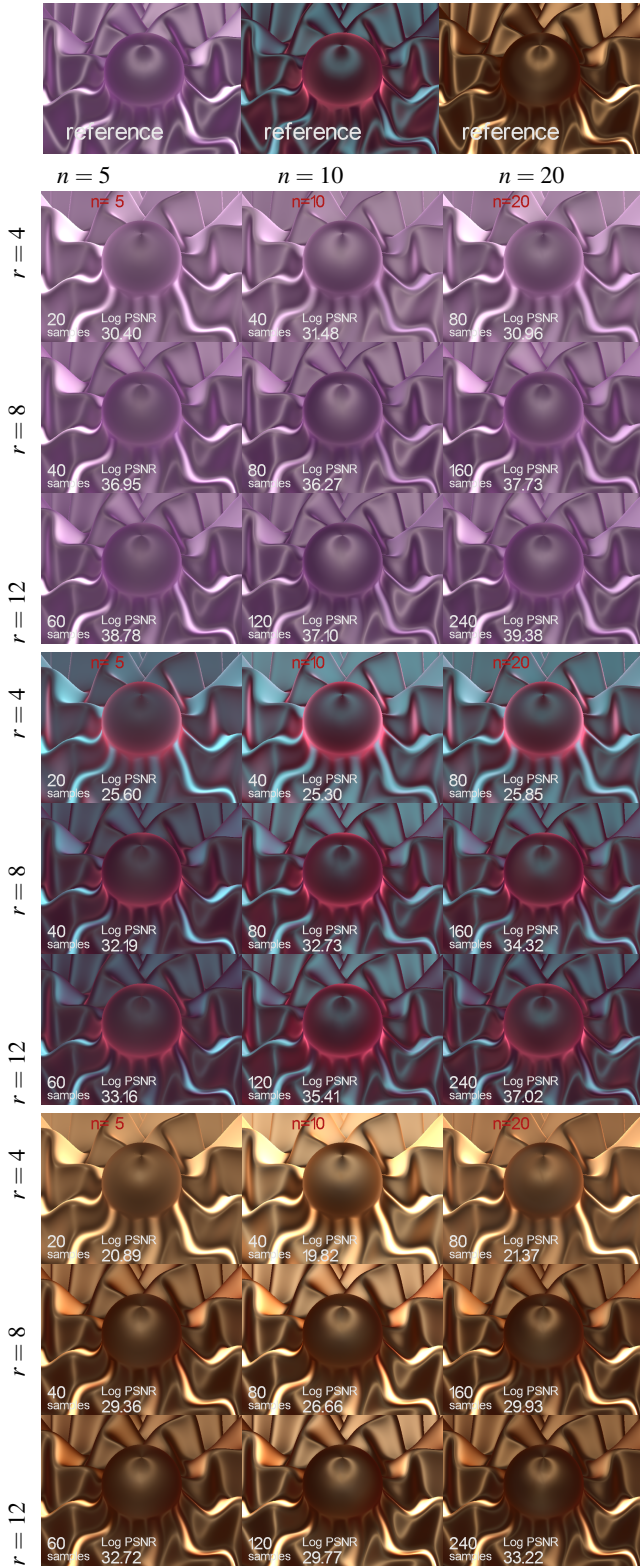 reference reference reference
n = 5 n = 10 n = 20
r = 4
n= 5 n=10 n=20
20 samples Log PSNR 30.40
40 samples Log PSNR 31.48
80 samples Log PSNR 30.96
r = 8
40 samples Log PSNR 36.95
80 samples Log PSNR 36.27
160 samples Log PSNR 37.73
r = 12
60 samples Log PSNR 38.78
120 samples Log PSNR 37.10
240 samples Log PSNR 39.38
r = 4
n= 5 n=10 n=20
20 samples Log PSNR 25.60
40 samples Log PSNR 25.30
80 samples Log PSNR 25.85
r = 8
40 samples Log PSNR 32.19
80 samples Log PSNR 32.73
160 samples Log PSNR 34.32
r = 12
60 samples Log PSNR 33.16
120 samples Log PSNR 35.41
240 samples Log PSNR 37.02
r = 4
n= 5 n=10 n=20
20 samples Log PSNR 20.89
40 samples Log PSNR 19.82
80 samples Log PSNR 21.37
r = 8
40 samples Log PSNR 29.36
80 samples Log PSNR 26.66
160 samples Log PSNR 29.93
r = 12
60 samples Log PSNR 32.72
120 samples Log PSNR 29.77
240 samples Log PSNR 33.22